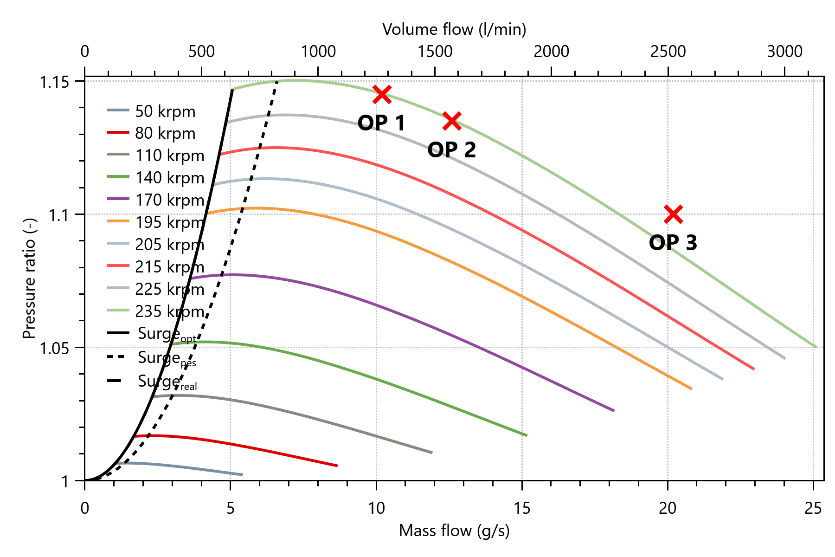 Volume flow (l/min)
0 500 1000 1500 2000 2500 3000
1.15
50 krpm
80 krpm
OP 1
110 krpm
OP 2
140 krpm
170 krpm
1.1
195 krpm
OP 3
205 krpm
215 krpm
225 krpm
235 krpm
Pressure ratio (-)
Surgeopt
1.05
Surgepes
Surgereal
1
0 5 10 15 20 25
Mass flow (g/s)